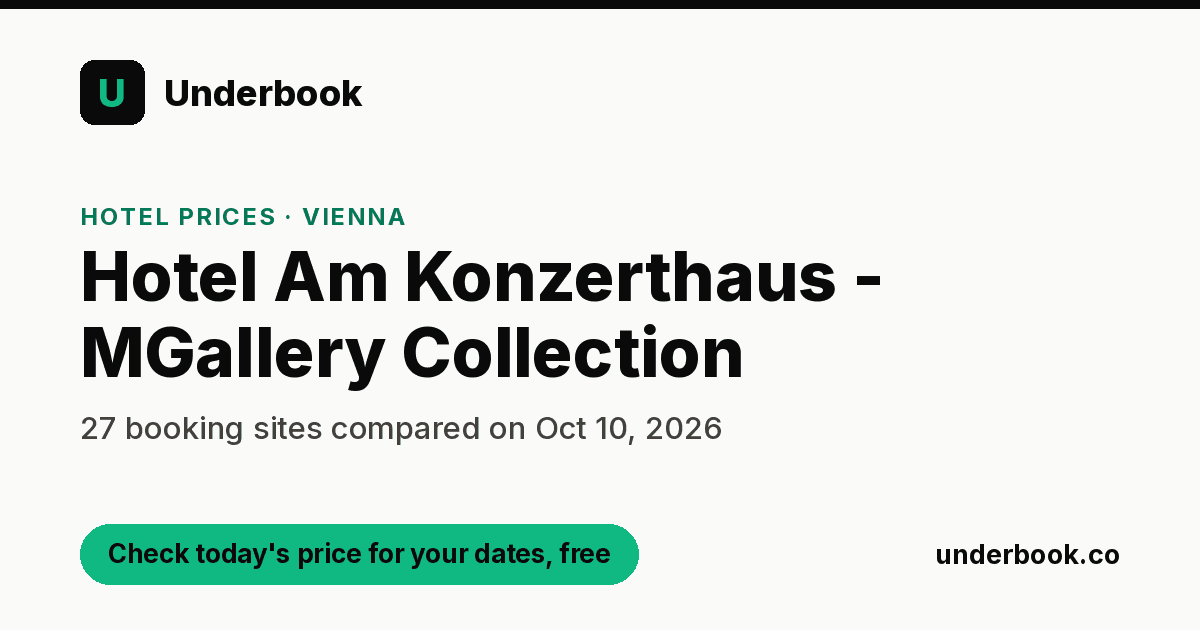 U Underbook
HOTEL PRICES · VIENNA
Hotel Am Konzerthaus -
MGallery Collection
27 booking sites compared on Oct 10, 2026
Check today's price for your dates, free
underbook.co